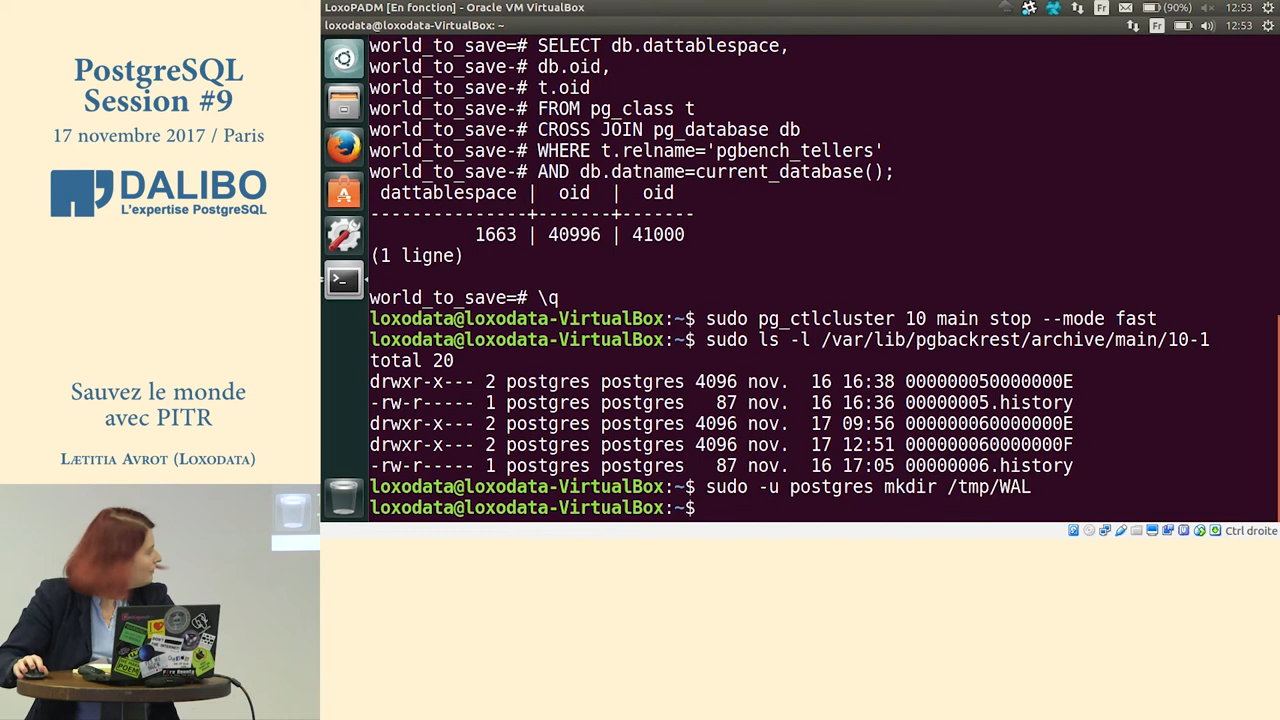 PostgreSQL
Session #9
17 novembre 2017 / Paris
DALIBO
L'expertise PostgreSQL
Sauvez le monde
avec PITR
Lætitia Avrot (Loxodata)
LoxoPADM [En fonction] - Oracle VM VirtualBox
Fr
(90%)
12:53
loxodata@loxodata-VirtualBox: ~
Fr
12:53
world_to_save=# SELECT db.dattablespace,
world_to_save-# db.oid,
world_to_save-# t.oid
world_to_save-# FROM pg_class t
world_to_save-# CROSS JOIN pg_database db
world_to_save-# WHERE t.relname='pgbench_tellers'
world_to_save-# AND db.datname=current_database();
dattablespace | oid | oid
---------------+-------+-------
1663 | 40996 | 41000
(1 ligne)
world_to_save=# \q
loxodata@loxodata-VirtualBox:~$ sudo pg_ctlcluster 10 main stop --mode fast
loxodata@loxodata-VirtualBox:~$ sudo ls -l /var/lib/pgbackrest/archive/main/10-1
total 20
drwxr-x--- 2 postgres postgres 4096 nov. 16 16:38 000000050000000E
-rw-r----- 1 postgres postgres 87 nov. 16 16:36 00000005.history
drwxr-x--- 2 postgres postgres 4096 nov. 17 09:56 000000060000000E
drwxr-x--- 2 postgres postgres 4096 nov. 17 12:51 000000060000000F
-rw-r----- 1 postgres postgres 87 nov. 16 17:05 00000006.history
loxodata@loxodata-VirtualBox:~$ sudo -u postgres mkdir /tmp/WAL
loxodata@loxodata-VirtualBox:~$
Ctrl droite